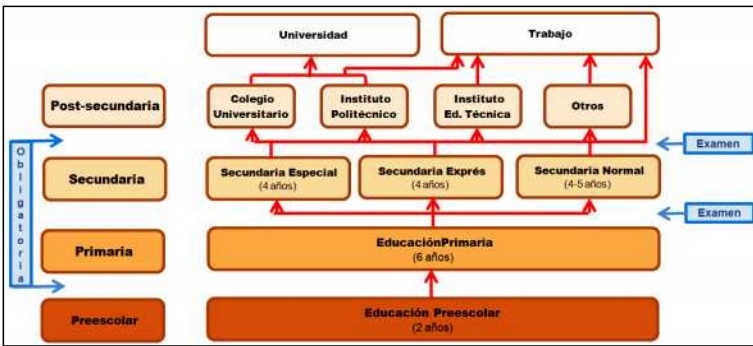 Universidad
Trabajo
Post-secundaria
Colegio
Universitario
Instituto
Politécnico
Instituto
Ed. Técnica
Otros
Obligatoria
Examen
Secundaria
Secundaria Especial
(4 años)
Secundaria Exprés
(4 años)
Secundaria Normal
(4-5 años)
Examen
Primaria
EducaciónPrimaria
(6 años)
Preescolar
Educación Preescolar
(2 años)